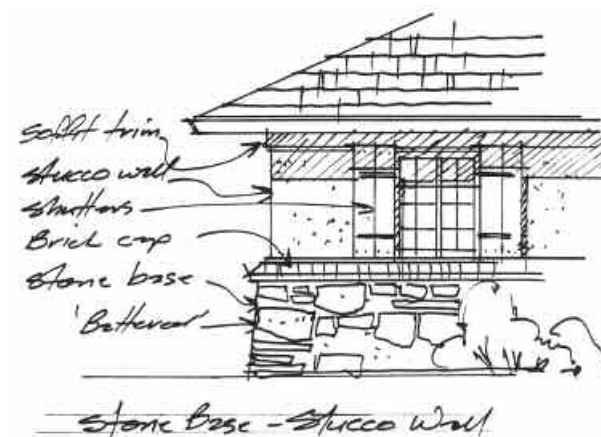 Soffit trim
stucco wall
shutters
Brick cap
stone base
'Battered'
Stone Base - Stucco Wall